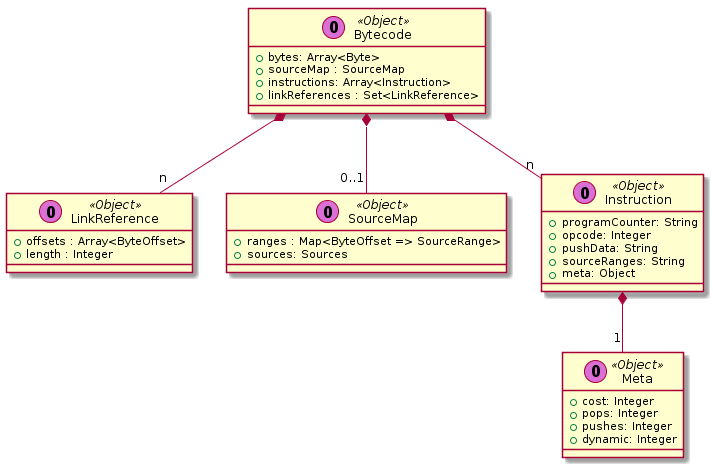 O «Object»
Bytecode
bytes: Array<Byte>
sourceMap : SourceMap
instructions: Array<Instruction>
linkReferences : Set<LinkReference>
n
0..1
n
O «Object»
LinkReference
offsets : Array<ByteOffset>
length : Integer
O «Object»
SourceMap
ranges : Map<ByteOffset => SourceRange>
sources: Sources
O «Object»
Instruction
programCounter: String
opcode: Integer
pushData: String
sourceRanges: String
meta: Object
1
O «Object»
Meta
cost: Integer
pops: Integer
pushes: Integer
dynamic: Integer